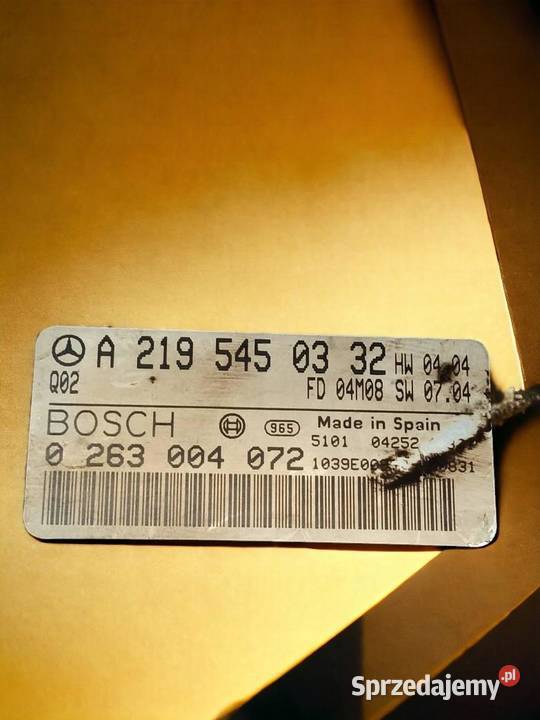 A 219 545 03 32 HW 04.04
Q02 FD 04M08 SW 07.04
BOSCH 965 Made in Spain
5101 04252
0 263 004 072
Sprzedajemy.pl